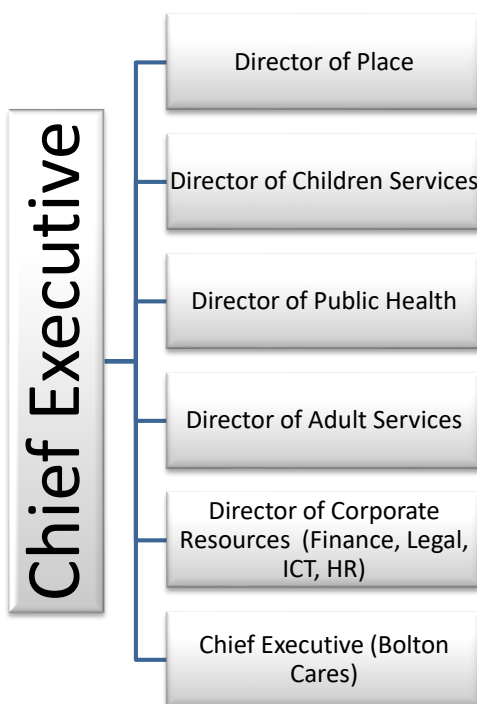 Chief Executive
Director of Place
Director of Children Services
Director of Public Health
Director of Adult Services
Director of Corporate
Resources (Finance, Legal,
ICT, HR)
Chief Executive (Bolton
Cares)